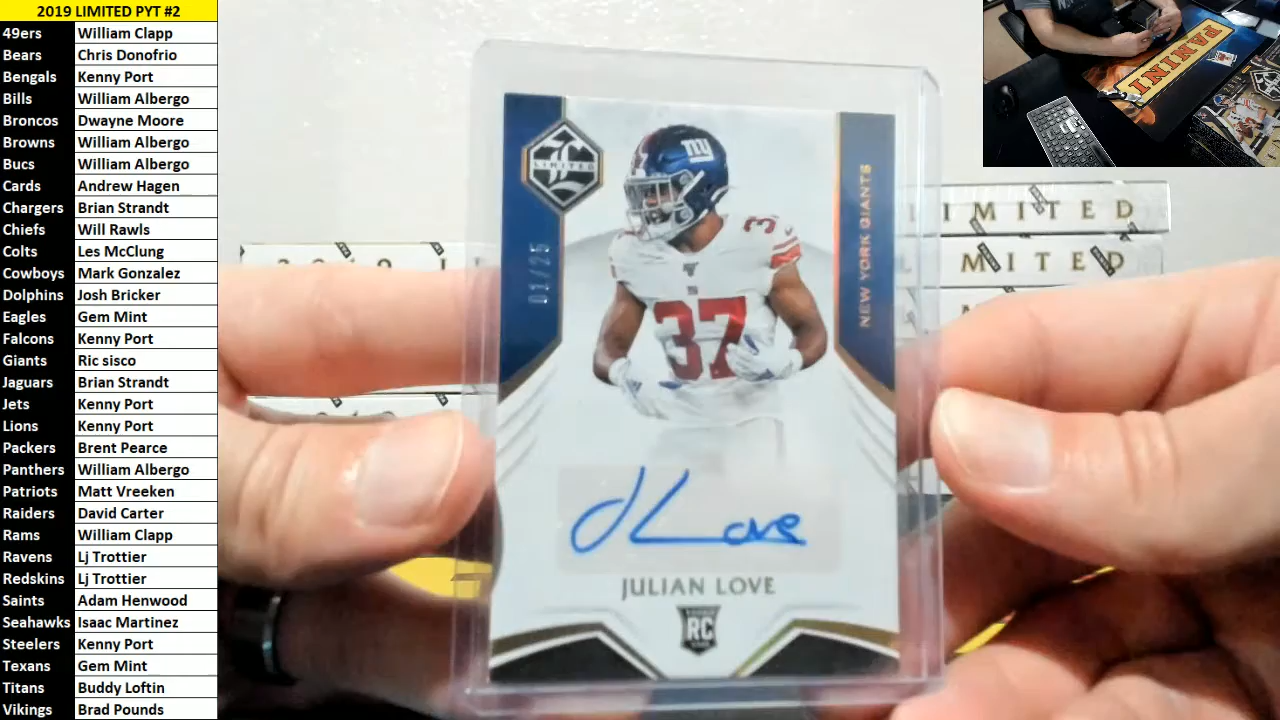 2019 LIMITED PYT #2
49ers William Clapp
Bears Chris Donofrio
Bengals Kenny Port
Bills William Albergo
Broncos Dwayne Moore
Browns William Albergo
Bucs William Albergo
Cards Andrew Hagen
Chargers Brian Strandt
Chiefs Will Rawls
Colts Les McClung
Cowboys Mark Gonzalez
Dolphins Josh Bricker
Eagles Gem Mint
Falcons Kenny Port
Giants Ric sisco
Jaguars Brian Strandt
Jets Kenny Port
Lions Kenny Port
Packers Brent Pearce
Panthers William Albergo
Patriots Matt Vreeken
Raiders David Carter
Rams William Clapp
Ravens Lj Trottier
Redskins Lj Trottier
Saints Adam Henwood
Seahawks Isaac Martinez
Steelers Kenny Port
Texans Gem Mint
Titans Buddy Loftin
Vikings Brad Pounds
LIMITED
01/25
ny
37
37
NEW YORK GIANTS
J Love
JULIAN LOVE
RC
PANINI
IMITED
MITED